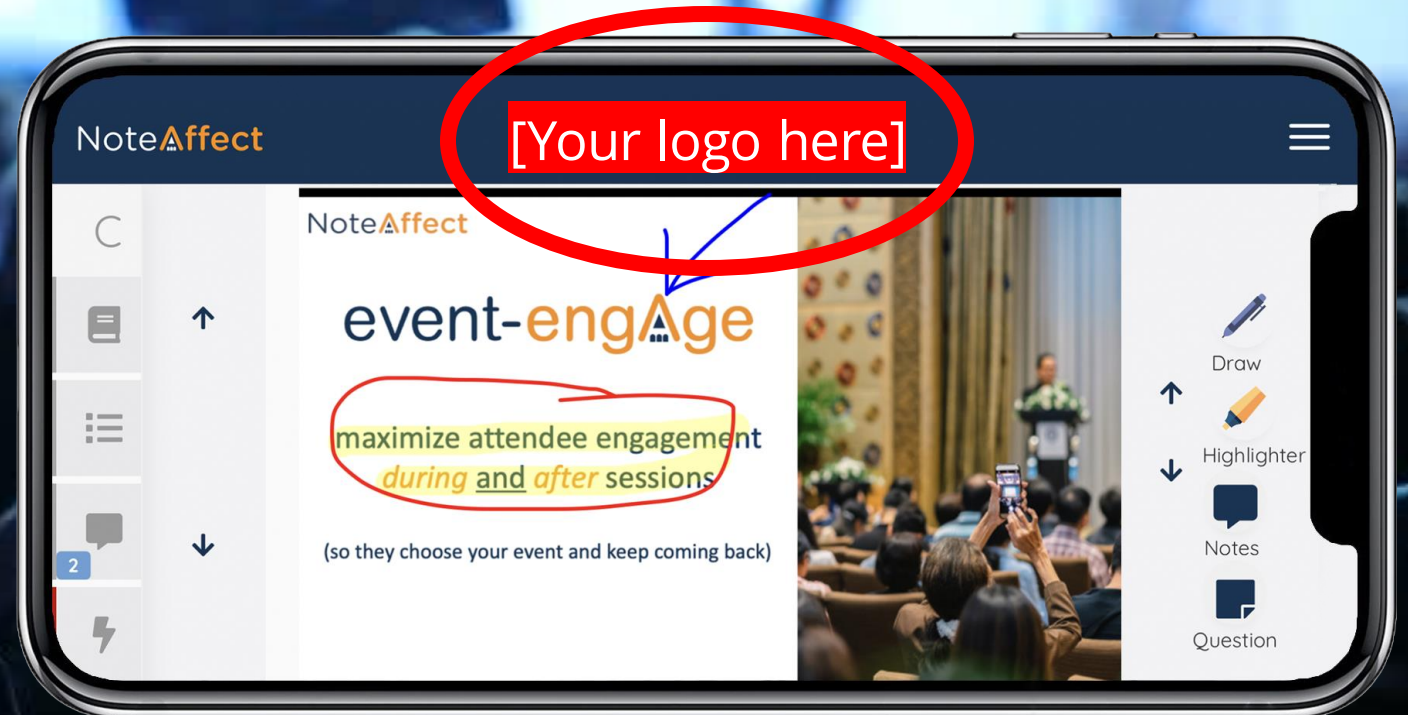 [Your logo here]
NoteAffect
NoteAffect
event-engAge
maximize attendee engagement
during and after sessions
(so they choose your event and keep coming back)
2
Draw
Highlighter
Notes
Question